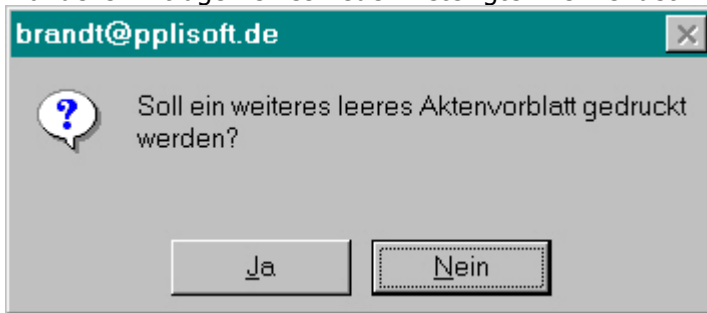 brandt@pplisoft.de
Soll ein weiteres leeres Aktenvorblatt gedruckt
werden?
Ja
Nein